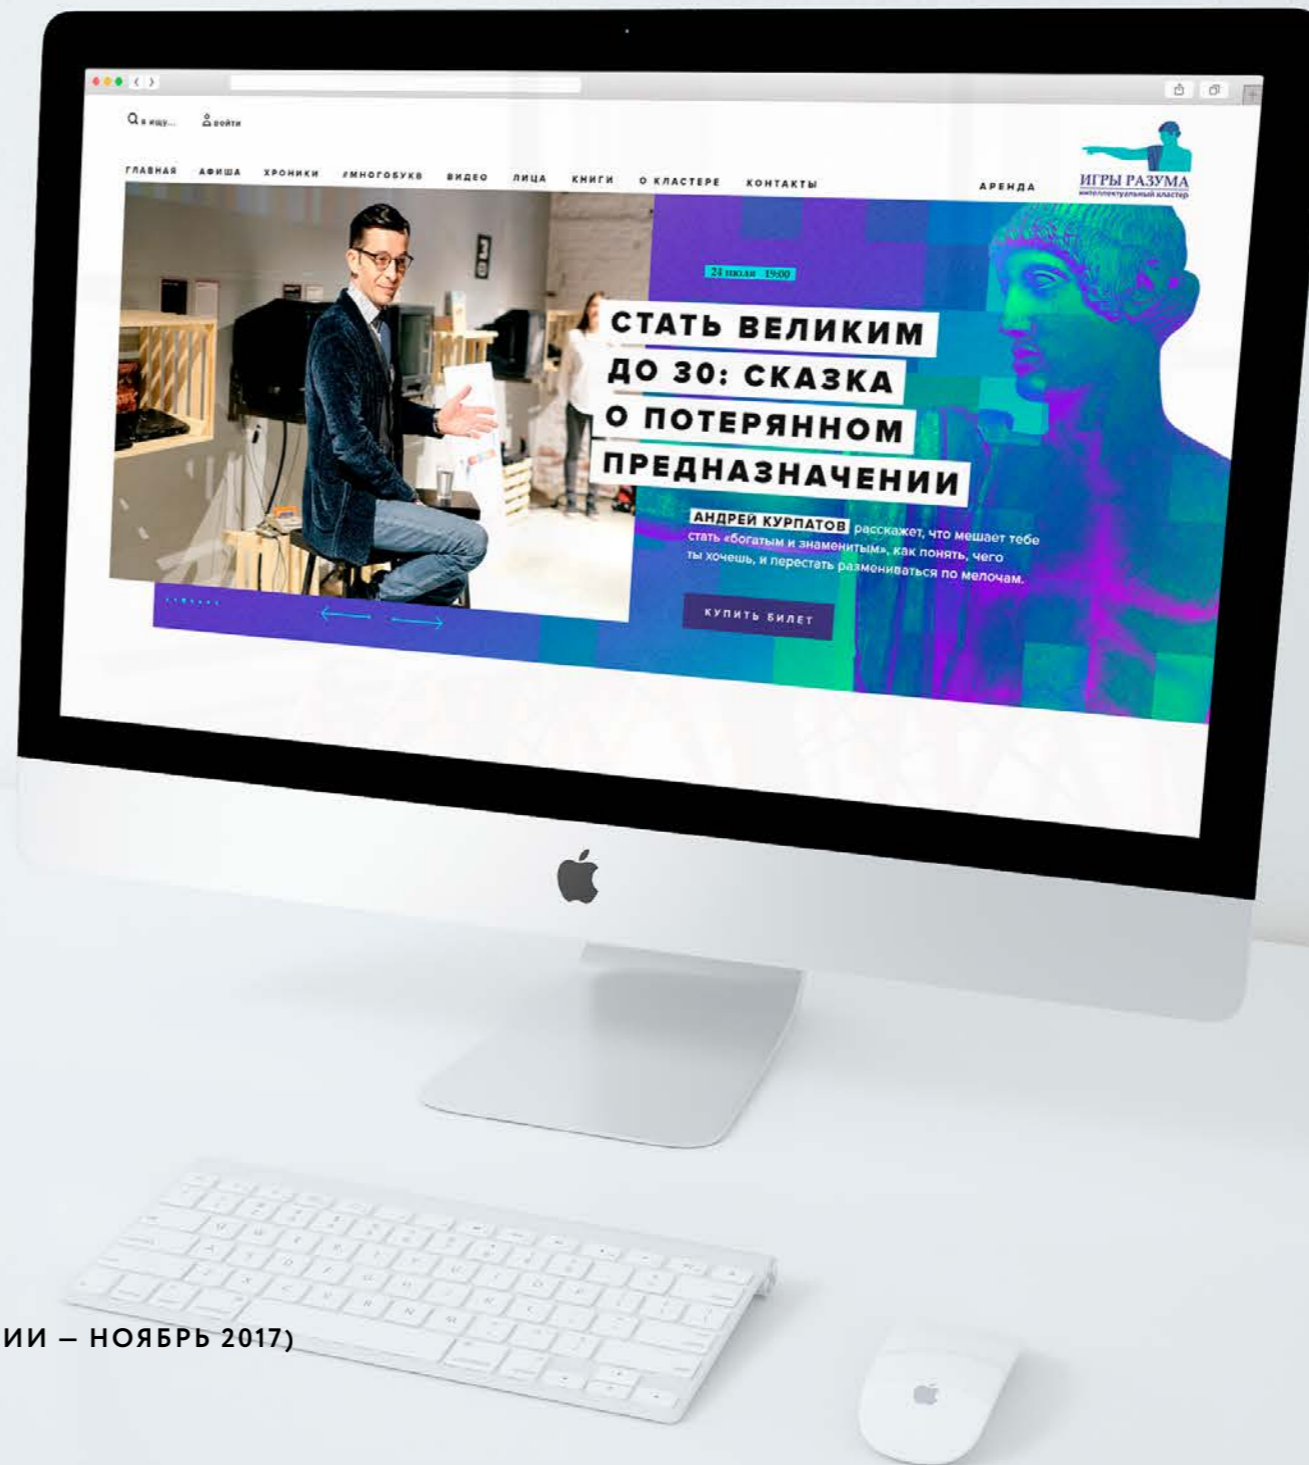 я ищу...
войти
ГЛАВНАЯ АФИША ХРОНИКИ #МНОГОБУКВ ВИДЕО ЛИЦА КНИГИ О КЛАСТЕРЕ КОНТАКТЫ АРЕНДА
ИГРЫ РАЗУМА
интеллектуальный кластер
24 июля 19:00
СТАТЬ ВЕЛИКИМ
ДО 30: СКАЗКА
О ПОТЕРЯННОМ
ПРЕДНАЗНАЧЕНИИ
АНДРЕЙ КУРПАТОВ расскажет, что мешает тебе
стать «богатым и знаменитым», как понять, чего
ты хочешь, и перестать размениваться по мелочам.
КУПИТЬ БИЛЕТ
ИИ — НОЯБРЬ 2017)